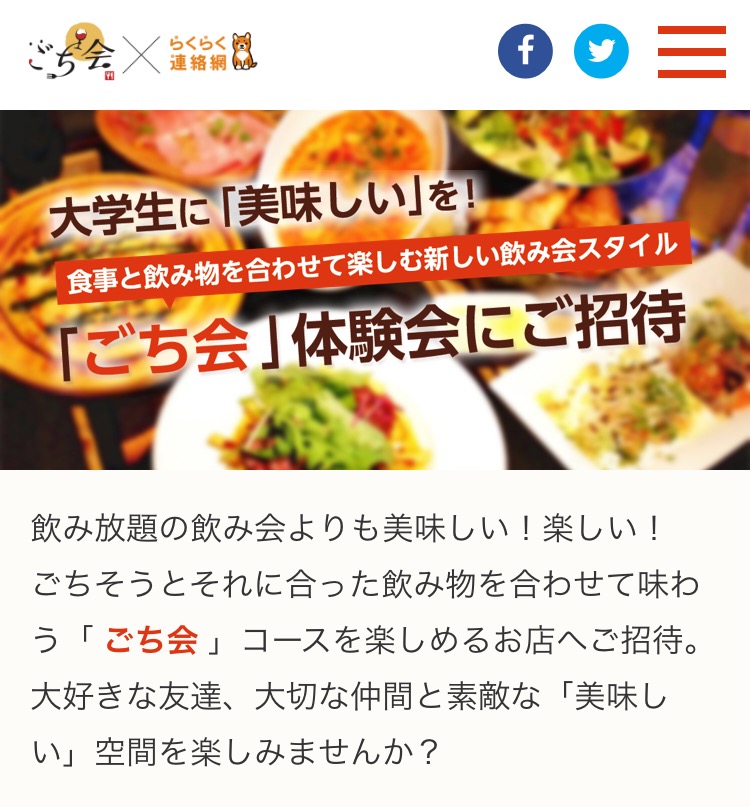 ごち会
らくらく
連絡網
大学生に「美味しい」を！
食事と飲み物を合わせて楽しむ新しい飲み会スタイル
「ごち会」体験会にご招待
飲み放題の飲み会よりも美味しい！楽しい！
ごちそうとそれに合った飲み物を合わせて味わ
う「 ごち会 」コースを楽しめるお店へご招待。
大好きな友達、大切な仲間と素敵な「美味し
い」空間を楽しみませんか？